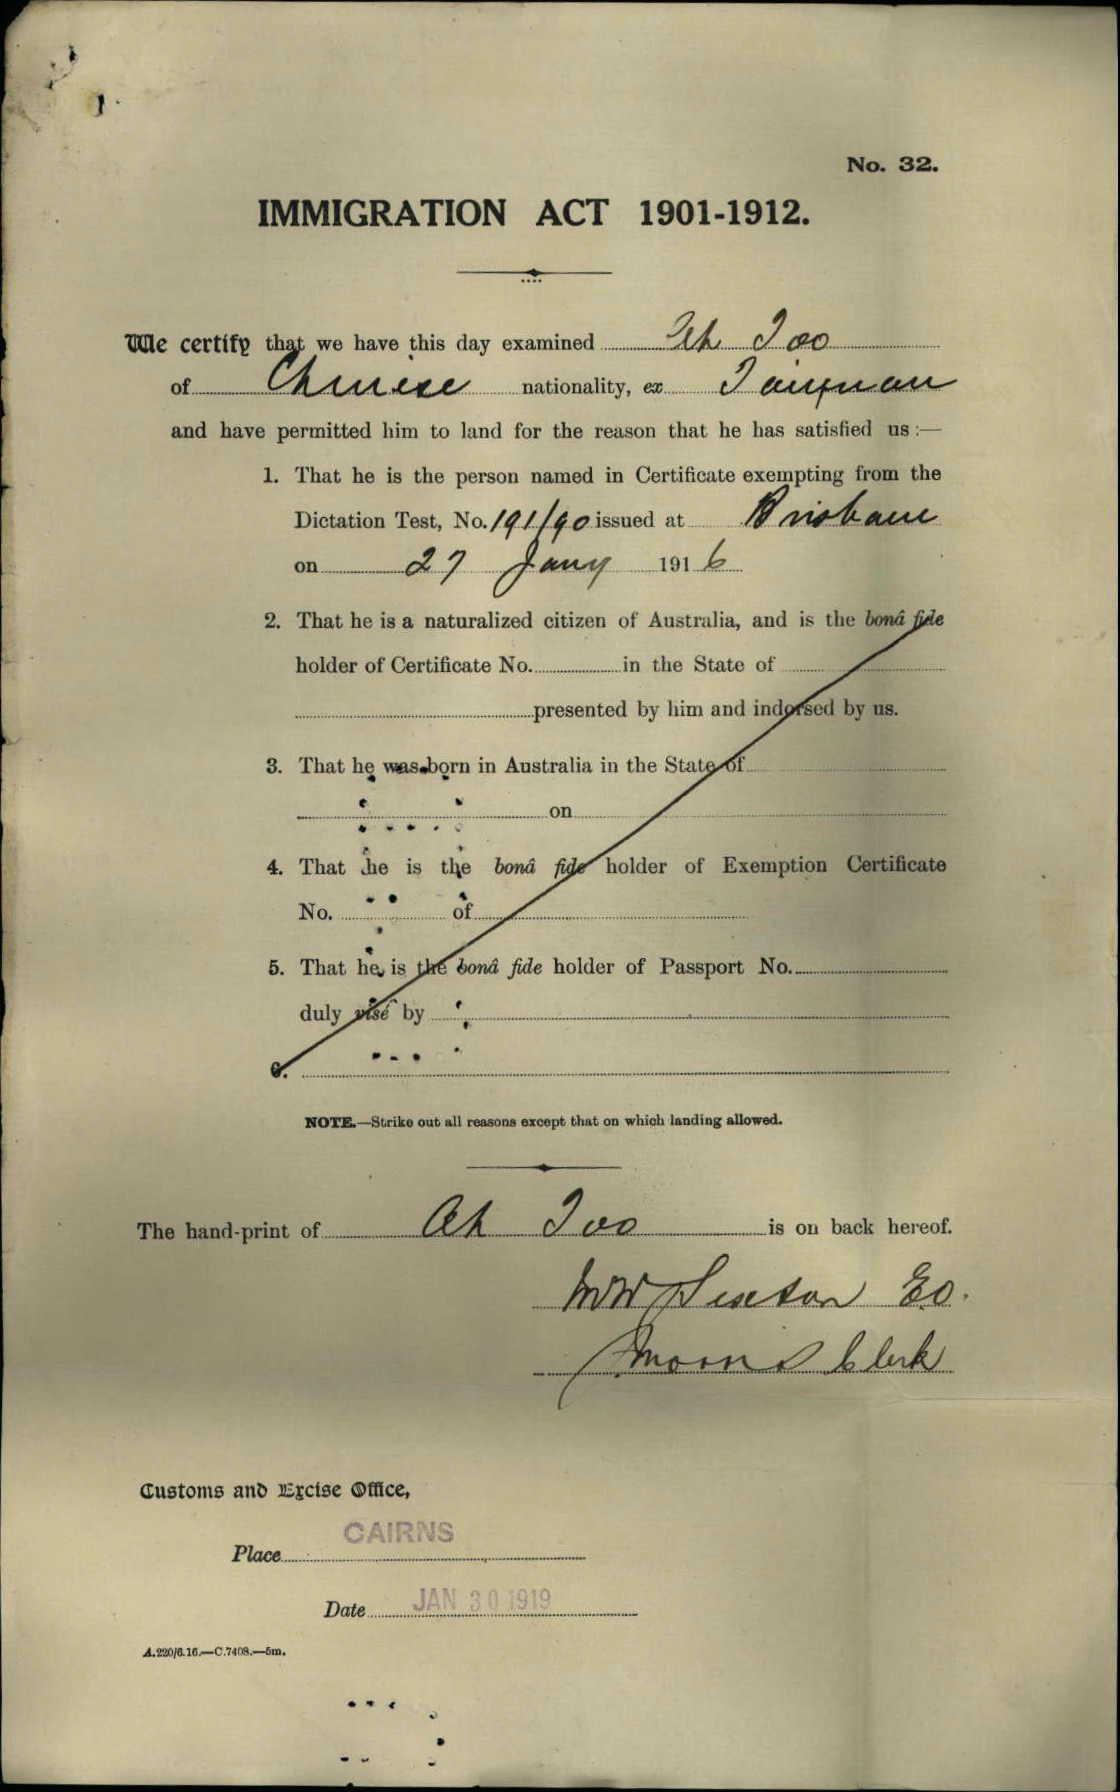 No. 32.
IMMIGRATION ACT 1901-1912.
We certify that we have this day examined Ah Too
of Chinese nationality, ex Taiyuan
and have permitted him to land for the reason that he has satisfied us :—
1. That he is the person named in Certificate exempting from the
Dictation Test, No. 191/90 issued at Brisbane
on 27 Jany 1916
2. That he is a naturalized citizen of Australia, and is the bonâ fide
holder of Certificate No. in the State of
presented by him and indorsed by us.
3. That he was born in Australia in the State of
on
4. That he is the bonâ fide holder of Exemption Certificate
No. of
5. That he is the bonâ fide holder of Passport No.
duly visé by
6.
NOTE.—Strike out all reasons except that on which landing allowed.
The hand-print of Ah Too is on back hereof.
Sexton EO.
Clerk
Customs and Excise Office,
Place CAIRNS
Date JAN 30 1919
A.220/6.16.—C.7408.—5m.